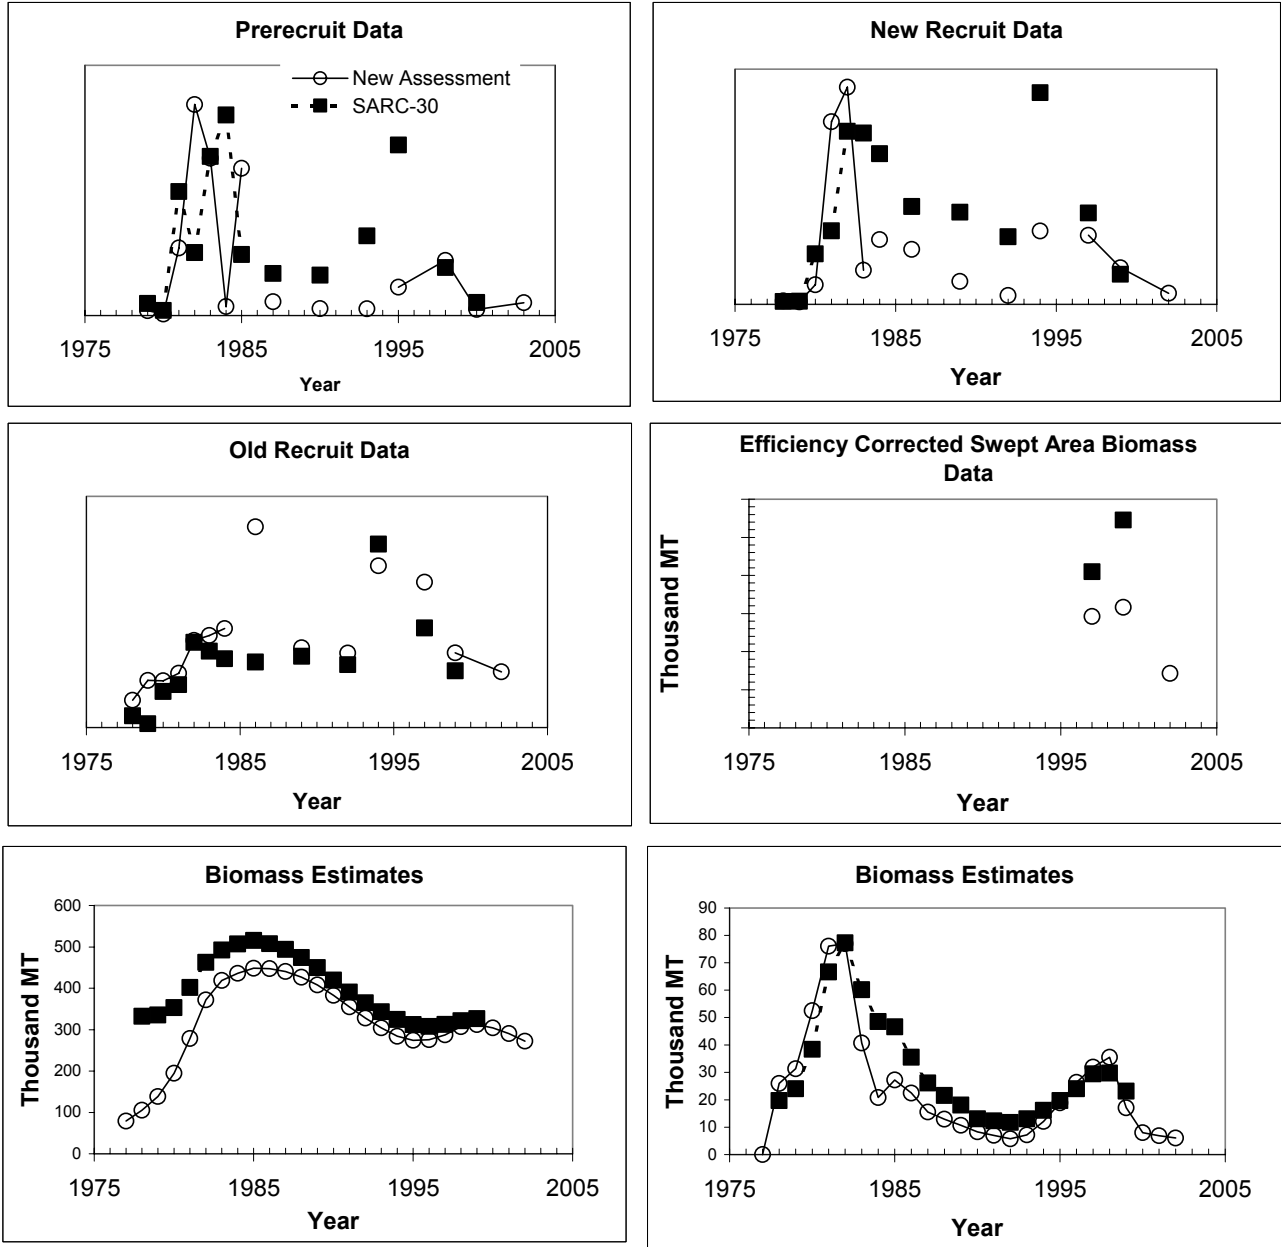 Prerecruit Data
New Assessment
SARC-30
1975 1985 1995 2005
Year
New Recruit Data
1975 1985 1995 2005
Year
Old Recruit Data
1975 1985 1995 2005
Year
Efficiency Corrected Swept Area Biomass
Data
Thousand MT
1975 1985 1995 2005
Year
Biomass Estimates
Thousand MT
600
500
400
300
200
100
0
1975 1985 1995 2005
Year
Biomass Estimates
Thousand MT
90
80
70
60
50
40
30
20
10
0
1975 1985 1995 2005
Year